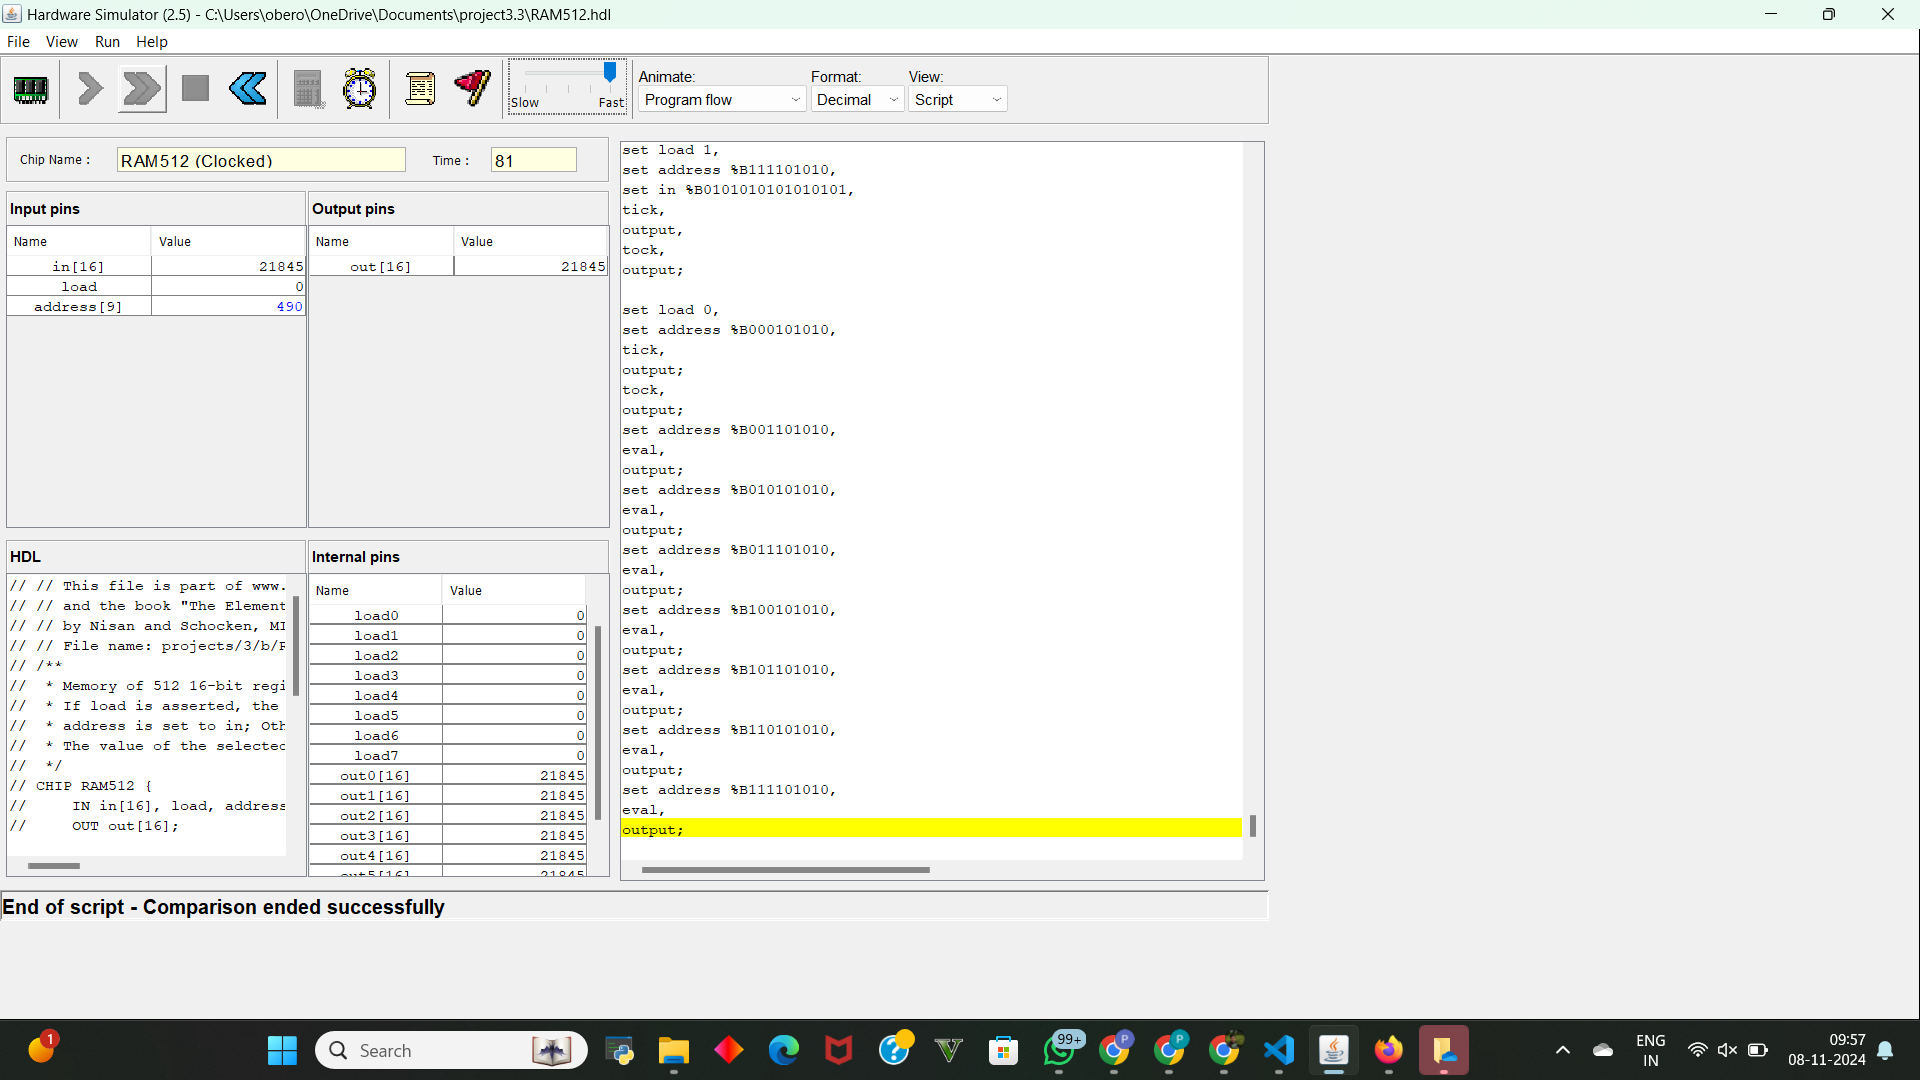 Hardware Simulator (2.5) - C:\Users\obero\OneDrive\Documents\project3.3\RAM512.hdl
File View Run Help
Slow Fast
Animate: Format: View:
Program flow Decimal Script
Chip Name : RAM512 (Clocked) Time : 81
Input pins
Name Value
in[16] 21845
load 0
address[9] 490
Output pins
Name Value
out[16] 21845
HDL
// // This file is part of www.
// // and the book "The Element
// // by Nisan and Schocken, MI
// // File name: projects/3/b/R
// // /**
// * Memory of 512 16-bit regi
// * If load is asserted, the
// * address is set to in; Oth
// * The value of the selected
// */
// CHIP RAM512 {
// IN in[16], load, address
// OUT out[16];
Internal pins
Name Value
load0 0
load1 0
load2 0
load3 0
load4 0
load5 0
load6 0
load7 0
out0[16] 21845
out1[16] 21845
out2[16] 21845
out3[16] 21845
out4[16] 21845
out5[16] 21845
set load 1,
set address %B111101010,
set in %B0101010101010101,
tick,
output,
tock,
output;
set load 0,
set address %B000101010,
tick,
output;
tock,
output;
set address %B001101010,
eval,
output;
set address %B010101010,
eval,
output;
set address %B011101010,
eval,
output;
set address %B100101010,
eval,
output;
set address %B101101010,
eval,
output;
set address %B110101010,
eval,
output;
set address %B111101010,
eval,
output;
End of script - Comparison ended successfully
1
Search
99+
P
P
ENG
IN
09:57
08-11-2024